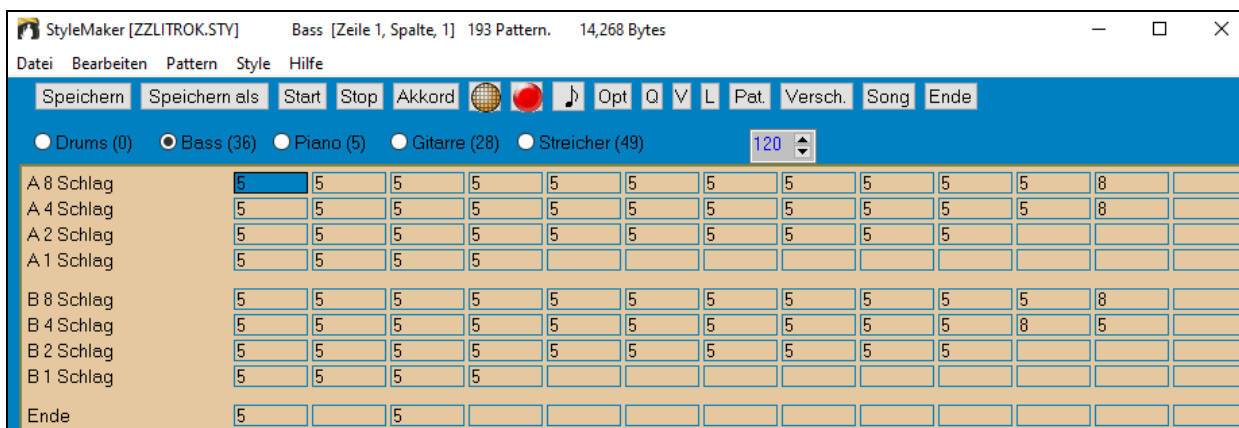 StyleMaker [ZZLITROK.STY] Bass [Zeile 1, Spalte, 1] 193 Pattern. 14,268 Bytes
Datei Bearbeiten Pattern Style Hilfe
Speichern Speichern als Start Stop Akkord Opt Q V L Pat. Versch. Song Ende
Drums (0) Bass (36) Piano (5) Gitarre (28) Streicher (49) 120
A 8 Schlag 5 5 5 5 5 5 5 5 5 5 5 8
A 4 Schlag 5 5 5 5 5 5 5 5 5 5 5 8
A 2 Schlag 5 5 5 5 5 5 5 5 5 5
A 1 Schlag 5 5 5 5
B 8 Schlag 5 5 5 5 5 5 5 5 5 5 5 8
B 4 Schlag 5 5 5 5 5 5 5 5 5 5 8 5
B 2 Schlag 5 5 5 5 5 5 5 5 5 5
B 1 Schlag 5 5 5 5
Ende 5 5